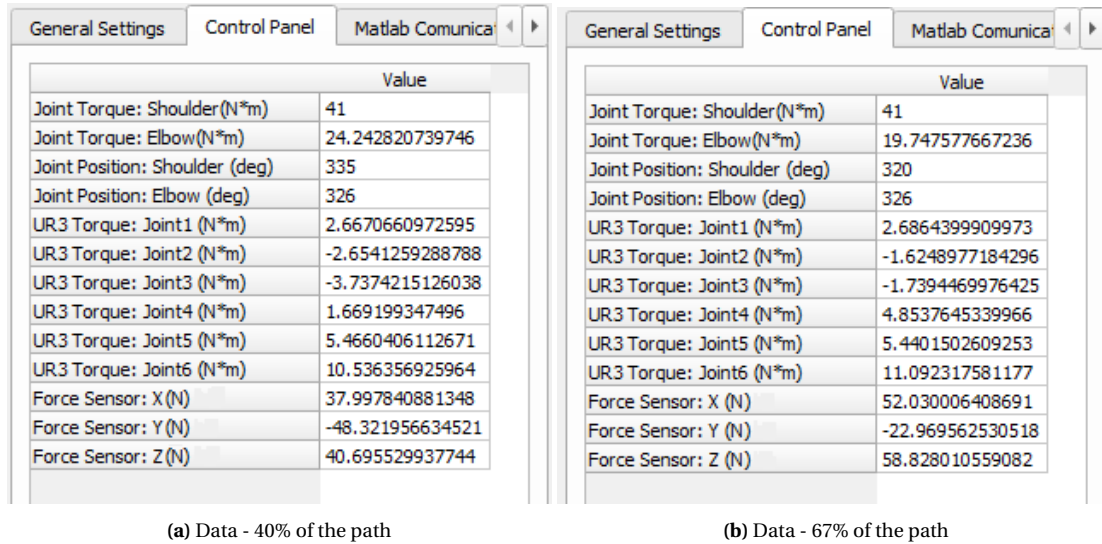 General Settings Control Panel Matlab Comunicat
Value
Joint Torque: Shoulder(N*m) 41
Joint Torque: Elbow(N*m) 24.242820739746
Joint Position: Shoulder (deg) 335
Joint Position: Elbow (deg) 326
UR3 Torque: Joint1 (N*m) 2.6670660972595
UR3 Torque: Joint2 (N*m) -2.6541259288788
UR3 Torque: Joint3 (N*m) -3.7374215126038
UR3 Torque: Joint4 (N*m) 1.669199347496
UR3 Torque: Joint5 (N*m) 5.4660406112671
UR3 Torque: Joint6 (N*m) 10.536356925964
Force Sensor: X(N) 37.997840881348
Force Sensor: Y(N) -48.321956634521
Force Sensor: Z(N) 40.695529937744
(a) Data - 40% of the path
General Settings Control Panel Matlab Comunicat
Value
Joint Torque: Shoulder(N*m) 41
Joint Torque: Elbow(N*m) 19.747577667236
Joint Position: Shoulder (deg) 320
Joint Position: Elbow (deg) 326
UR3 Torque: Joint1 (N*m) 2.6864399909973
UR3 Torque: Joint2 (N*m) -1.6248977184296
UR3 Torque: Joint3 (N*m) -1.7394469976425
UR3 Torque: Joint4 (N*m) 4.8537645339966
UR3 Torque: Joint5 (N*m) 5.4401502609253
UR3 Torque: Joint6 (N*m) 11.092317581177
Force Sensor: X (N) 52.030006408691
Force Sensor: Y (N) -22.969562530518
Force Sensor: Z (N) 58.828010559082
(b) Data - 67% of the path